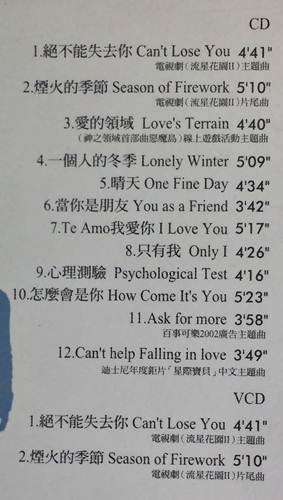 CD
1.絕不能失去你 Can't Lose You 4'41"
電視劇(流星花園II)主題曲
2.煙火的季節 Season of Firework 5'10"
電視劇(流星花園II)片尾曲
3.愛的領域 Love's Terrain 4'40"
(神之領域首部曲惡魔島)線上遊戲活動主題曲
4.一個人的冬季 Lonely Winter 5'09"
5.晴天 One Fine Day 4'34"
6.當你是朋友 You as a Friend 3'42"
7.Te Amo我愛你 I Love You 5'17"
8.只有我 Only I 4'26"
9.心理測驗 Psychological Test 4'16"
10.怎麼會是你 How Come It's You 5'23"
11.Ask for more 3'58"
百事可樂2002廣告主題曲
12.Can't help Falling in love 3'49"
迪士尼年度鉅片「星際寶貝」中文主題曲
VCD
1.絕不能失去你 Can't Lose You 4'41"
電視劇(流星花園II)主題曲
2.煙火的季節 Season of Firework 5'10"
電視劇(流星花園II)片尾曲